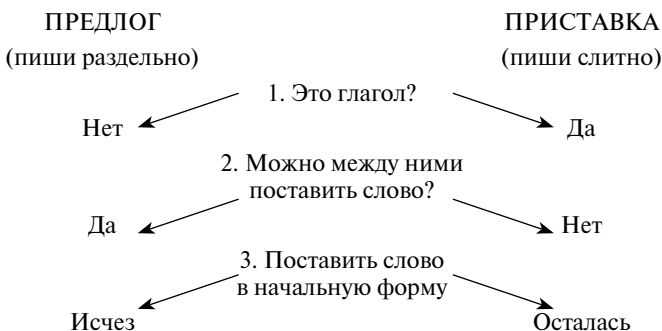 ПРЕДЛОГ ПРИСТАВКА
(пиши раздельно) (пиши слитно)
1. Это глагол?
Нет Да
2. Можно между ними
поставить слово?
Да Нет
3. Поставить слово
в начальную форму
Исчез Осталась